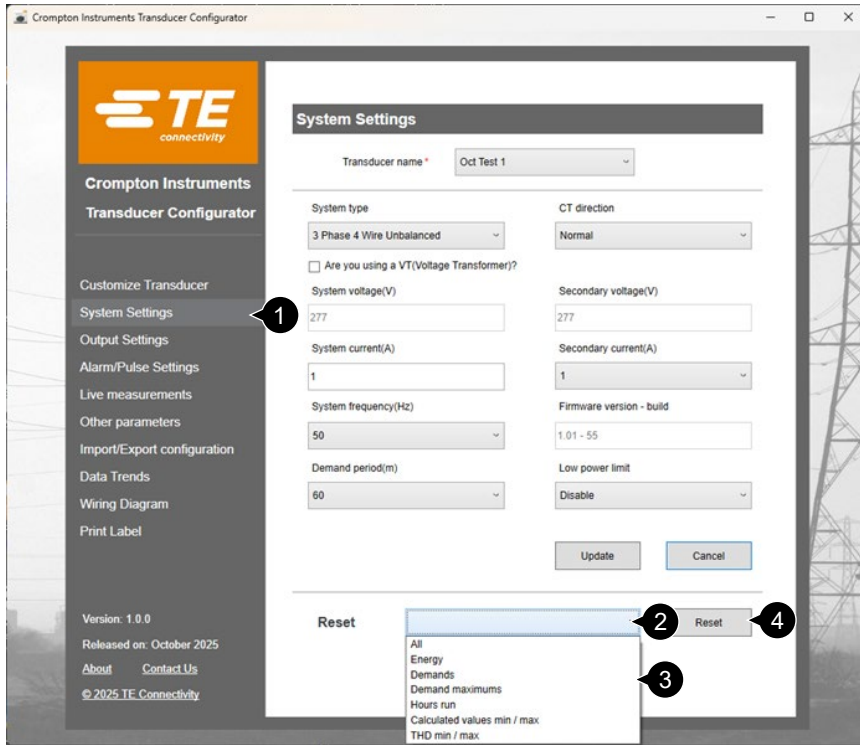 Crompton Instruments Transducer Configurator
TE
connectivity
Crompton Instruments
Transducer Configurator
Customize Transducer
System Settings
Output Settings
Alarm/Pulse Settings
Live measurements
Other parameters
Import/Export configuration
Data Trends
Wiring Diagram
Print Label
Version: 1.0.0
Released on: October 2025
About Contact Us
© 2025 TE Connectivity
1
System Settings
Transducer name * Oct Test 1
System type CT direction
3 Phase 4 Wire Unbalanced Normal
Are you using a VT(Voltage Transformer)?
System voltage(V) Secondary voltage(V)
277 277
System current(A) Secondary current(A)
1 1
System frequency(Hz) Firmware version - build
50 1.01 - 55
Demand period(m) Low power limit
60 Disable
Update Cancel
Reset 2 Reset 4
All
Energy
Demands
3
Demand maximums
Hours run
Calculated values min / max
THD min / max